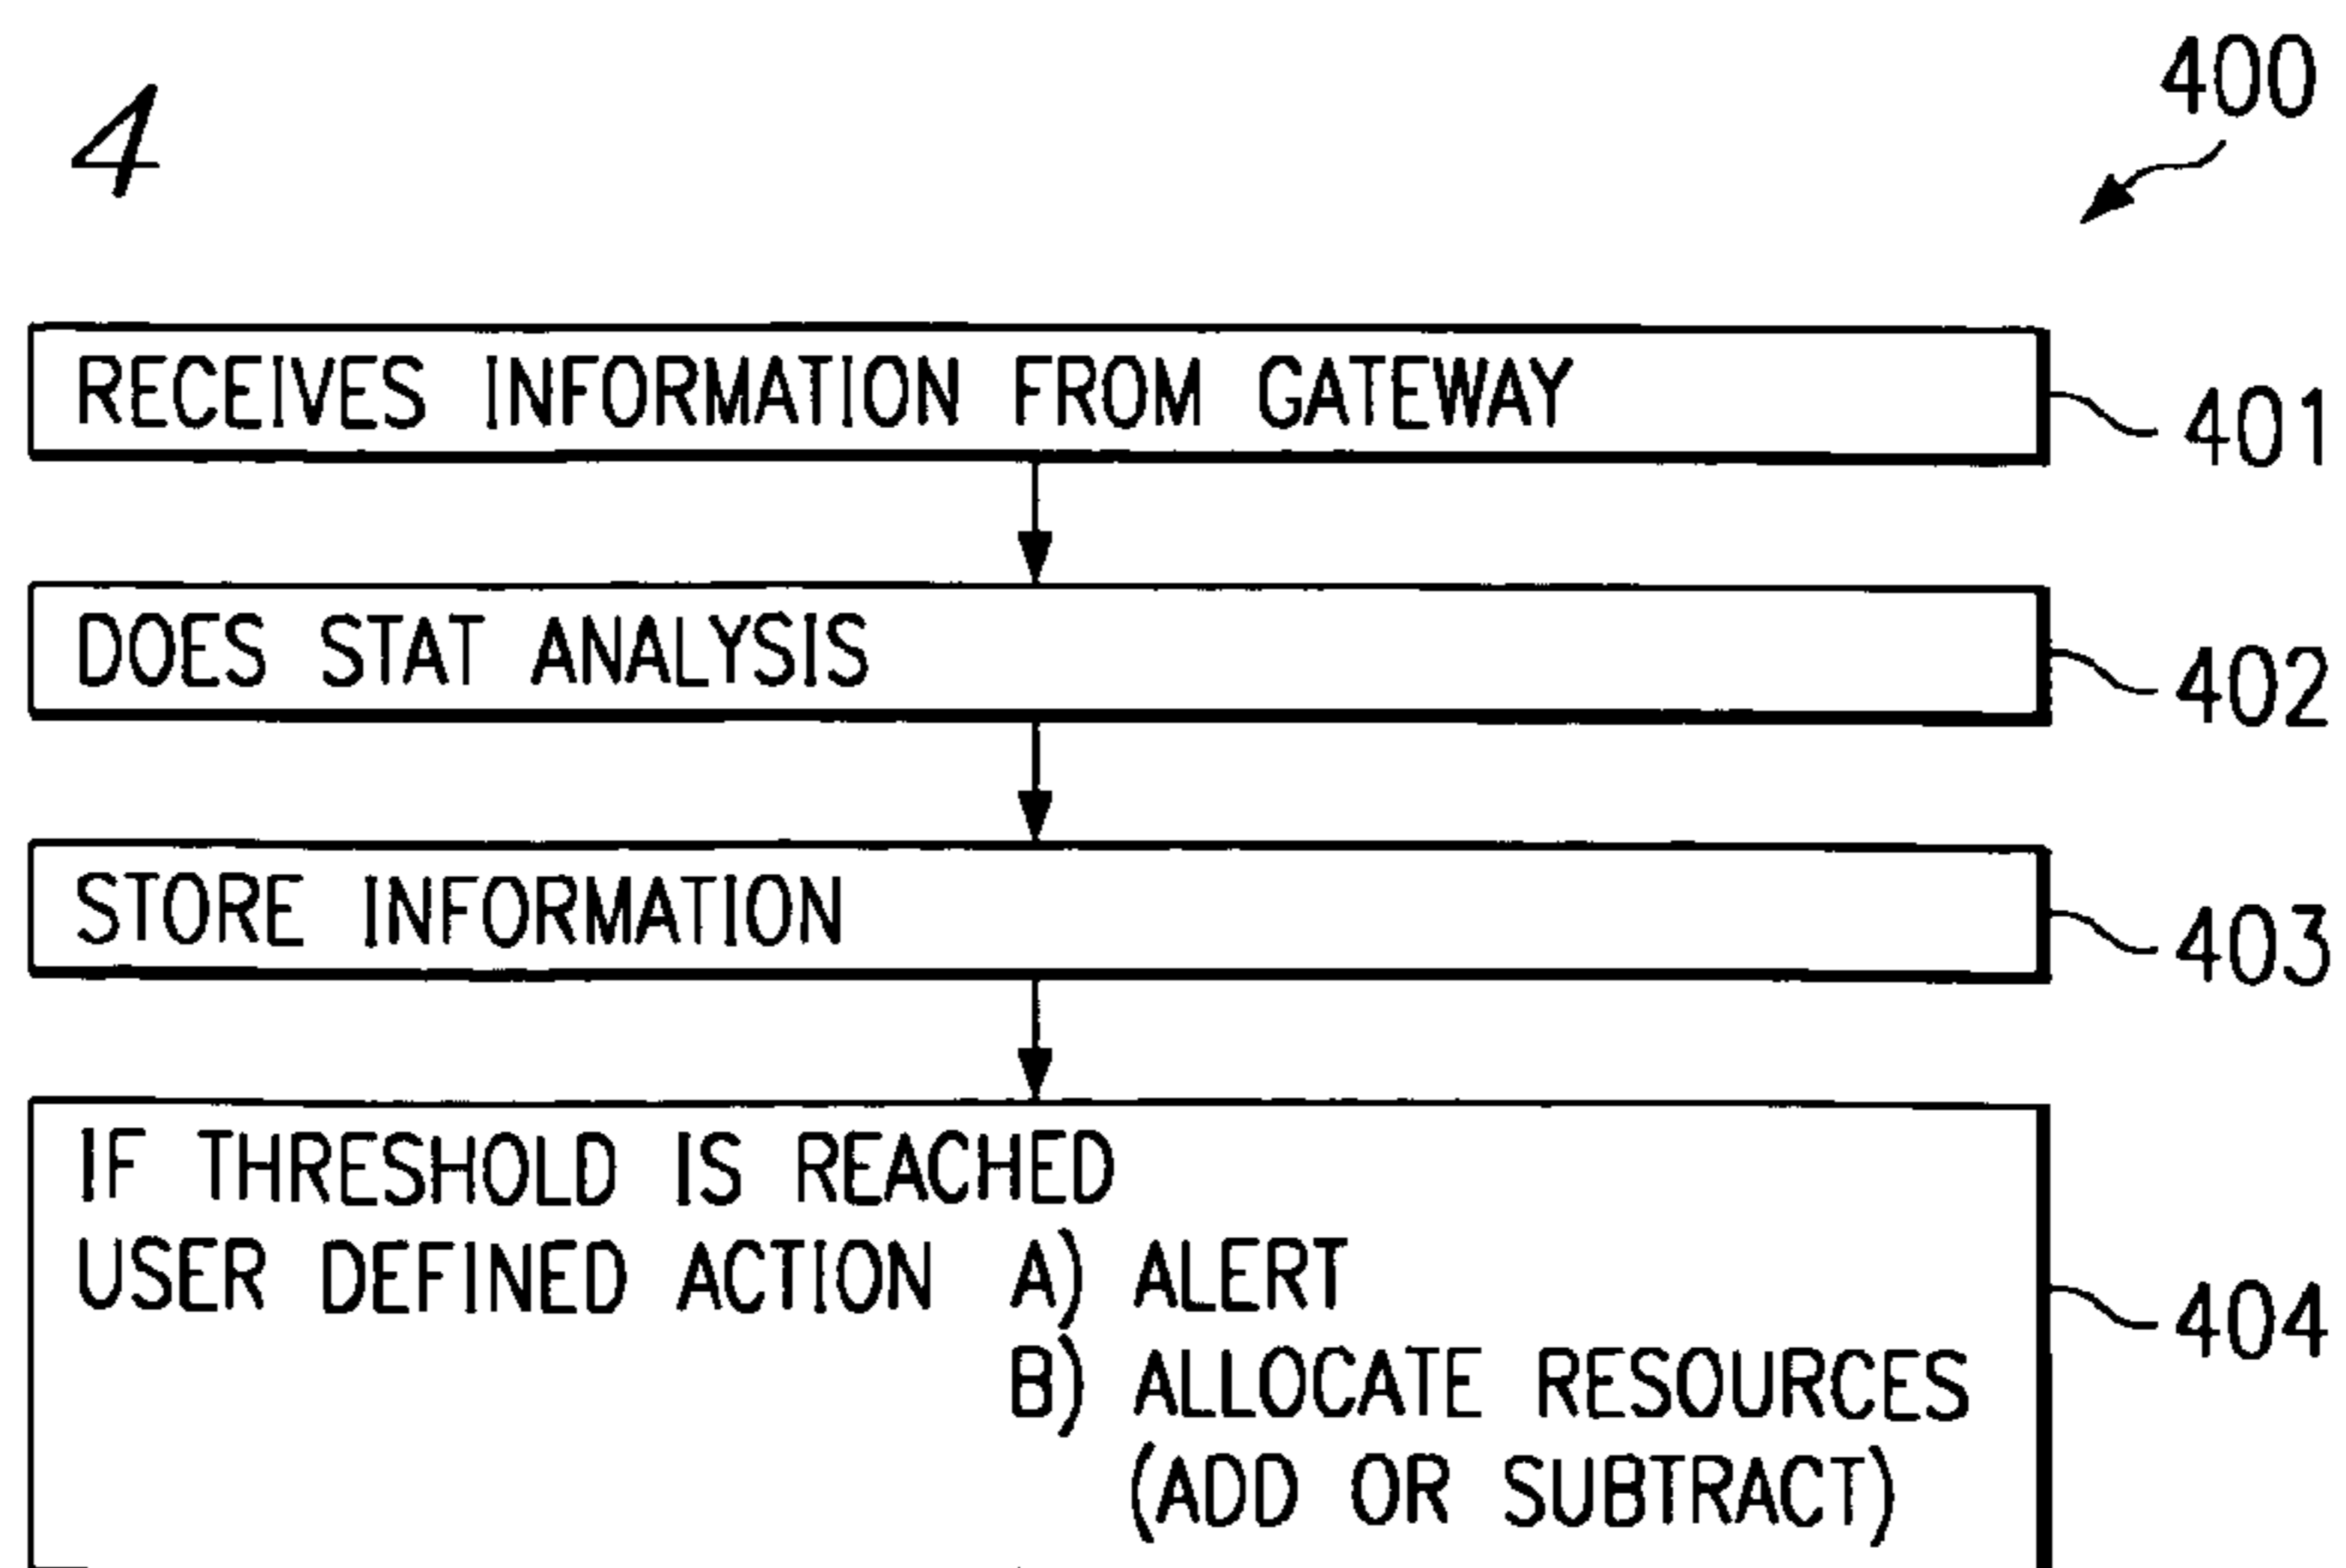 4
400
RECEIVES INFORMATION FROM GATEWAY
401
DOES STAT ANALYSIS
402
STORE INFORMATION
403
IF THRESHOLD IS REACHED
USER DEFINED ACTION A) ALERT
404
B) ALLOCATE RESOURCES
(ADD OR SUBTRACT)